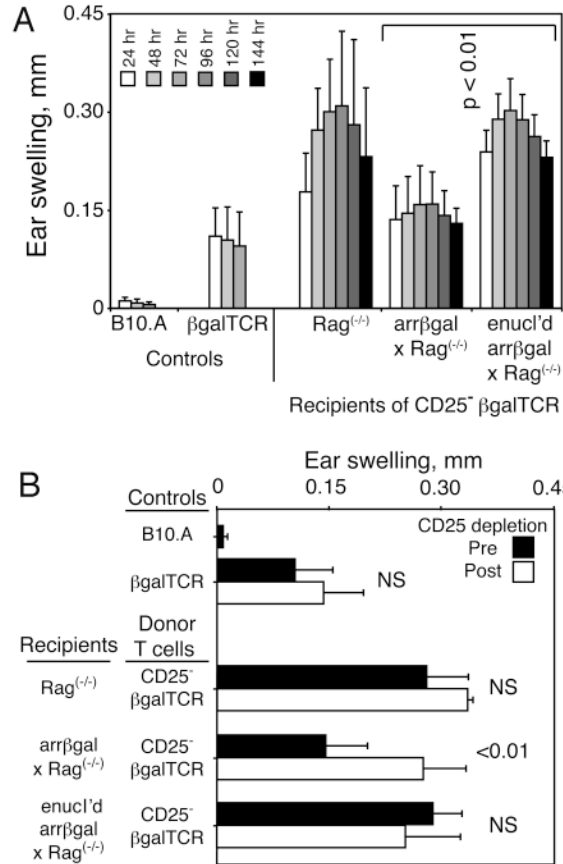 A
24 hr
48 hr
72 hr
96 hr
120 hr
144 hr
p < 0.01
Ear swelling, mm
0.45
0.30
0.15
0
B10.A
βgalTCR
Rag(-/-)
arrβgal
x Rag(-/-)
enucl'd
arrβgal
x Rag(-/-)
Controls
Recipients of CD25- βgalTCR
B
Ear swelling, mm
0 0.15 0.30 0.4
Controls
CD25 depletion
Pre
Post
B10.A
βgalTCR
NS
Recipients
Donor
T cells
Rag(-/-)
CD25-
βgalTCR
NS
arrβgal
x Rag(-/-)
CD25-
βgalTCR
<0.01
enucl'd
arrβgal
x Rag(-/-)
CD25-
βgalTCR
NS